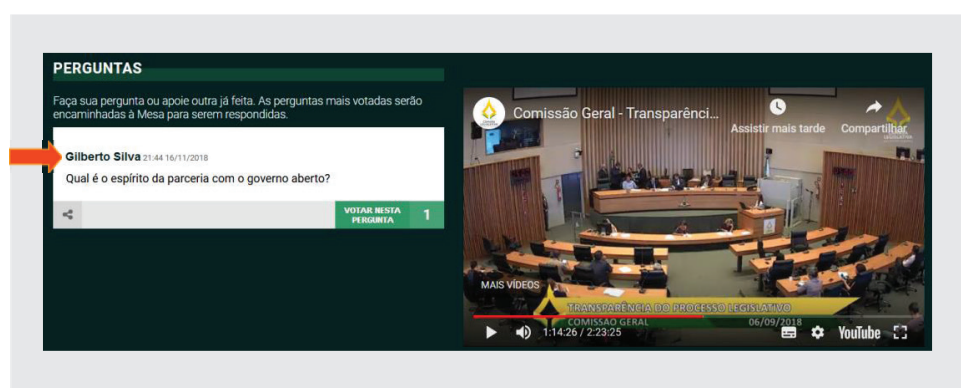 PERGUNTAS
Faça sua pergunta ou apoie outra já feita. As perguntas mais votadas serão
encaminhadas à Mesa para serem respondidas.
Gilberto Silva 21:44 16/11/2018
Qual é o espírito da parceria com o governo aberto?
VOTAR NESTA
PERGUNTA
1
Comissão Geral - Transparênci...
Assistir mais tarde
Compartilhar
MAIS VÍDEOS
TRANSPARÊNCIA DO PROCESSO LEGISLATIVO
COMISSÃO GERAL
06/09/2018
1:14:26 / 2:23:25
YouTube